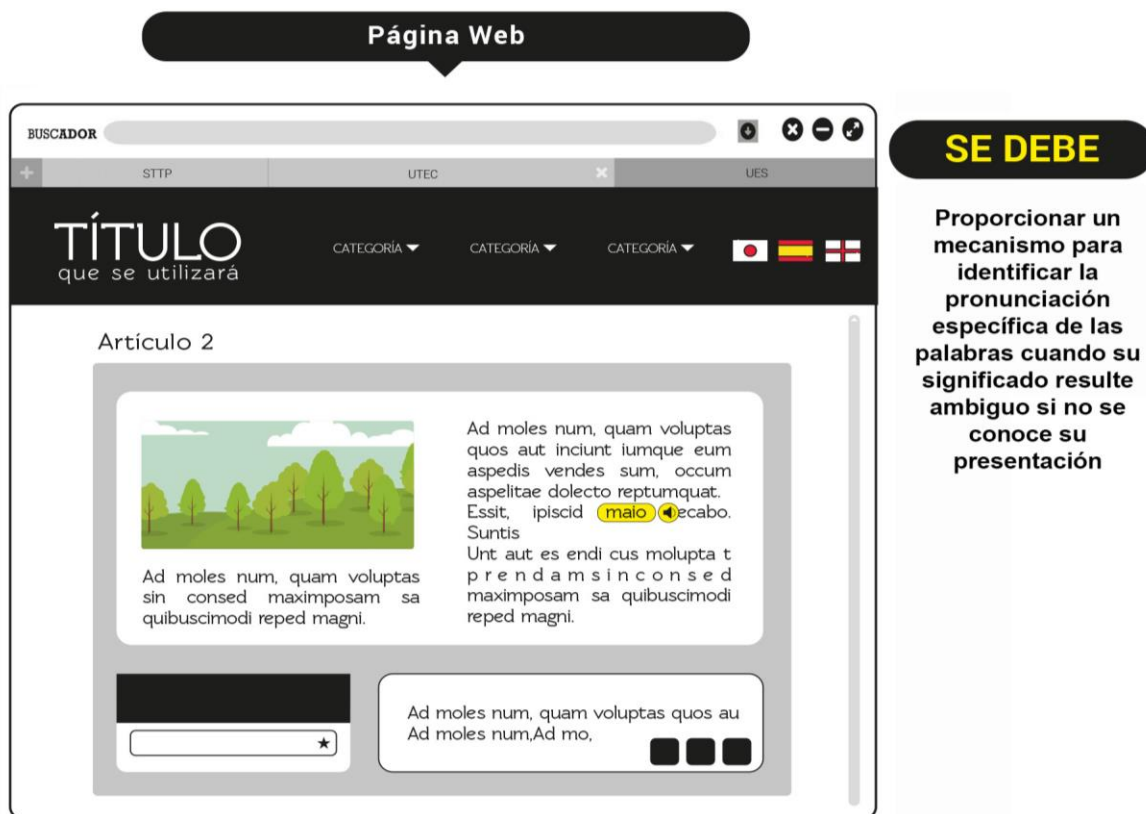 Página Web
BUSCADOR
STTP
UTEC
UES
TÍTULO
que se utilizará
CATEGORÍA
CATEGORÍA
CATEGORÍA
Artículo 2
Ad moles num, quam voluptas
sin consed maximposam sa
quibuscimodi reped magni.
Ad moles num, quam voluptas
quos aut inciunt iumque eum
aspedis vendes sum, occum
aspelitae dolecto reptumquat.
Essit, ipiscid maio ecabo.
Suntis
Unt aut es endi cus molupta t
p r e n d a m s i n c o n s e d
maximposam sa quibuscimodi
reped magni.
Ad moles num, quam voluptas quos au
Ad moles num,Ad mo,
SE DEBE
Proporcionar un
mecanismo para
identificar la
pronunciación
específica de las
palabras cuando su
significado resulte
ambiguo si no se
conoce su
presentación